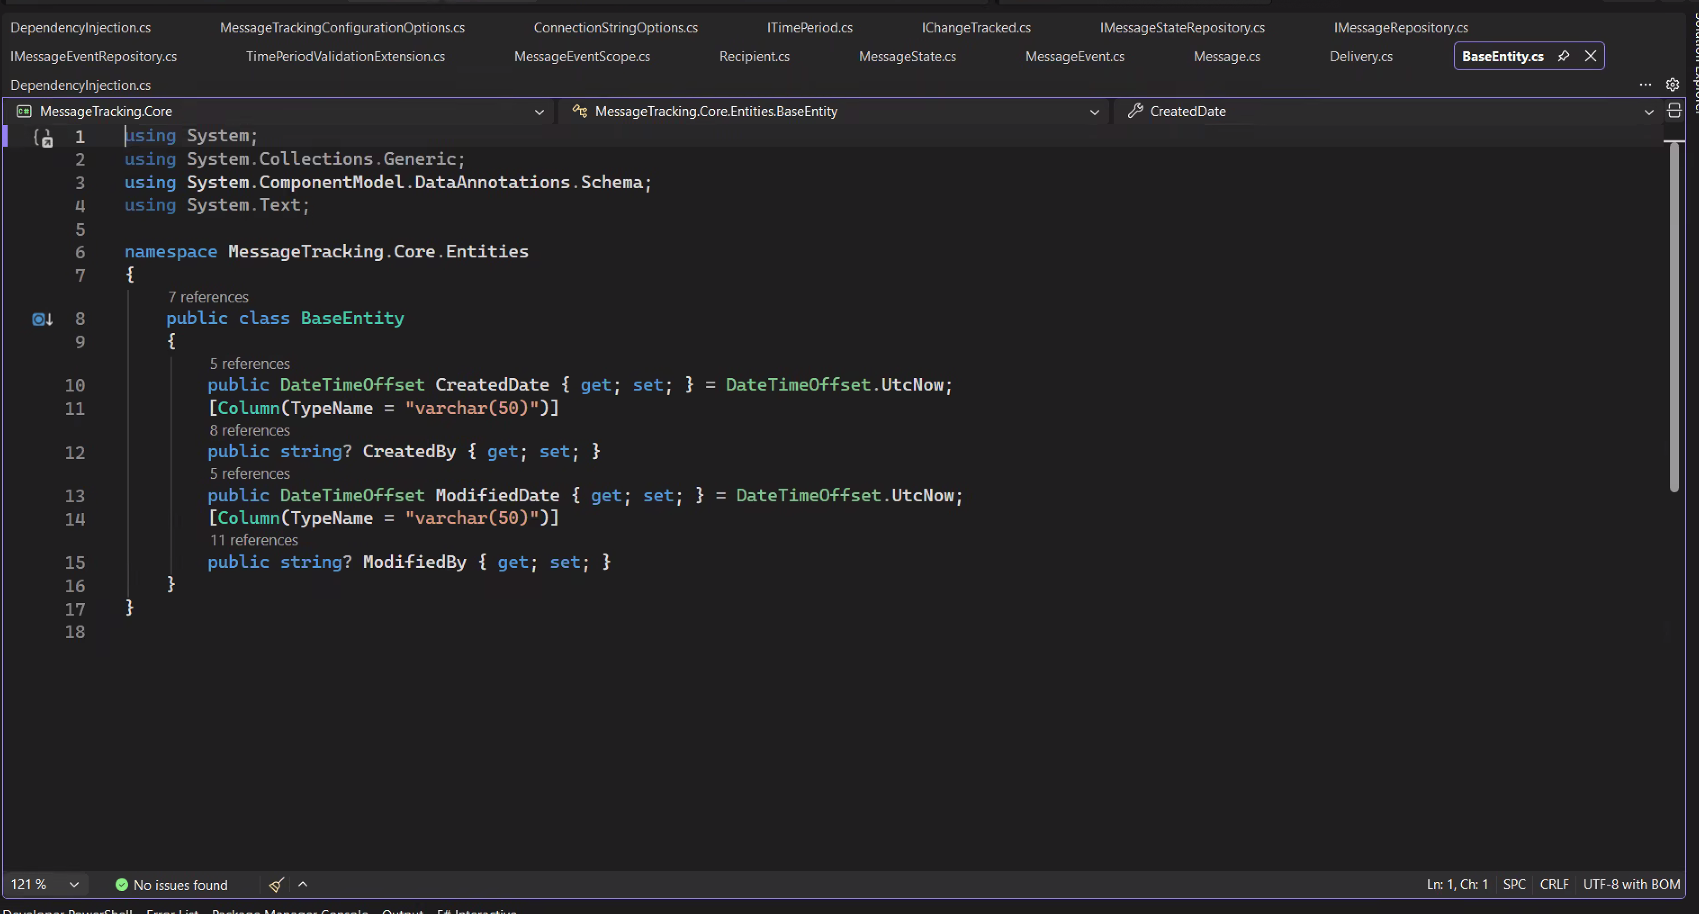 DependencyInjection.cs MessageTrackingConfigurationOptions.cs ConnectionStringOptions.cs ITimePeriod.cs IChangeTracked.cs IMessageStateRepository.cs IMessageRepository.cs
IMessageEventRepository.cs TimePeriodValidationExtension.cs MessageEventScope.cs Recipient.cs MessageState.cs MessageEvent.cs Message.cs Delivery.cs BaseEntity.cs
DependencyInjection.cs
MessageTracking.Core MessageTracking.Core.Entities.BaseEntity CreatedDate
1 using System;
2 using System.Collections.Generic;
3 using System.ComponentModel.DataAnnotations.Schema;
4 using System.Text;
5
6 namespace MessageTracking.Core.Entities
7 {
7 references
8 public class BaseEntity
9 {
5 references
10 public DateTimeOffset CreatedDate { get; set; } = DateTimeOffset.UtcNow;
11 [Column(TypeName = "varchar(50)")]
8 references
12 public string? CreatedBy { get; set; }
5 references
13 public DateTimeOffset ModifiedDate { get; set; } = DateTimeOffset.UtcNow;
14 [Column(TypeName = "varchar(50)")]
11 references
15 public string? ModifiedBy { get; set; }
16 }
17 }
18
121 % No issues found Ln: 1, Ch: 1 SPC CRLF UTF-8 with BOM